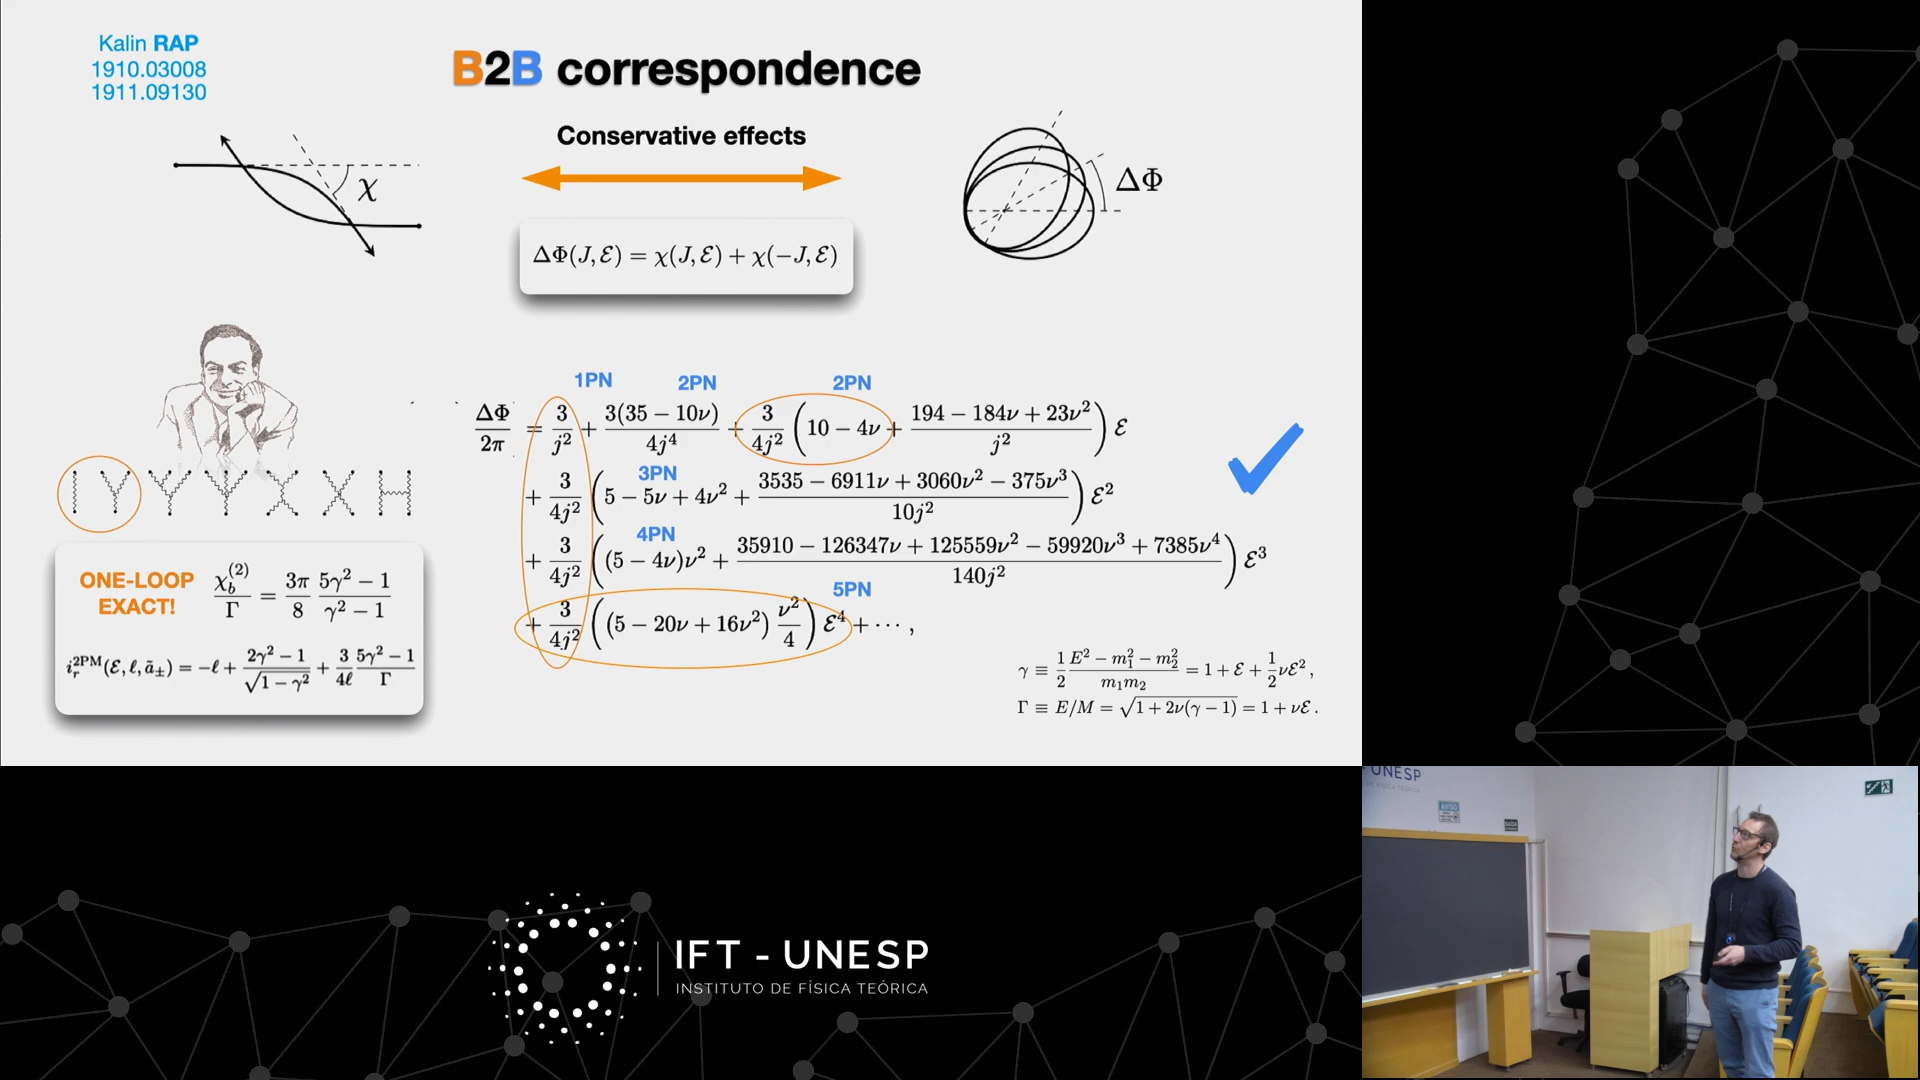 Kalin RAP
1910.03008
1911.09130
B2B correspondence
Conservative effects
χ
ΔΦ
ΔΦ(J, ℰ) = χ(J, ℰ) + χ(−J, ℰ)
1PN 2PN 2PN
ΔΦ/2π = 3/j² + 3(35 − 10ν)/4j⁴ + 3/4j² (10 − 4ν + (194 − 184ν + 23ν²)/j²) ℰ
3PN
+ 3/4j² (5 − 5ν + 4ν² + (3535 − 6911ν + 3060ν² − 375ν³)/10j²) ℰ²
4PN
+ 3/4j² ((5 − 4ν)ν² + (35910 − 126347ν + 125559ν² − 59920ν³ + 7385ν⁴)/140j²) ℰ³
5PN
+ 3/4j² ((5 − 20ν + 16ν²) ν²/4) ℰ⁴ + ⋯ ,
ONE-LOOP
EXACT!
χ_b^(2)/Γ = 3π/8 (5γ² − 1)/(γ² − 1)
i_r^2PM(ℰ, ℓ, ã±) = −ℓ + (2γ² − 1)/√(1 − γ²) + 3/4ℓ (5γ² − 1)/Γ
γ ≡ 1/2 (E² − m₁² − m₂²)/(m₁m₂) = 1 + ℰ + 1/2 νℰ² ,
Γ ≡ E/M = √(1 + 2ν(γ − 1)) = 1 + νℰ .
IFT - UNESP
INSTITUTO DE FÍSICA TEÓRICA
UNESP
AVISO